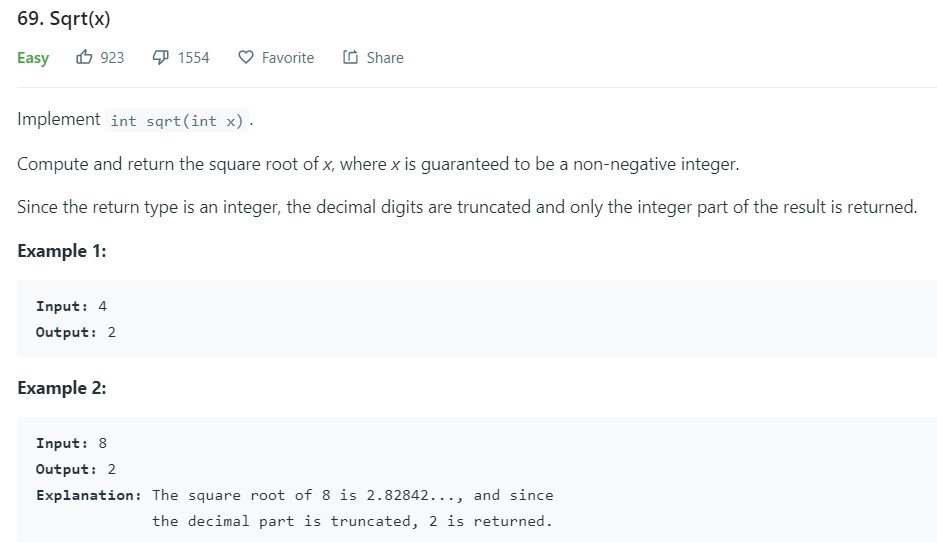 69. Sqrt(x)
Easy 923 1554 Favorite Share
Implement int sqrt(int x) .
Compute and return the square root of x, where x is guaranteed to be a non-negative integer.
Since the return type is an integer, the decimal digits are truncated and only the integer part of the result is returned.
Example 1:
Input: 4
Output: 2
Example 2:
Input: 8
Output: 2
Explanation: The square root of 8 is 2.82842..., and since
the decimal part is truncated, 2 is returned.